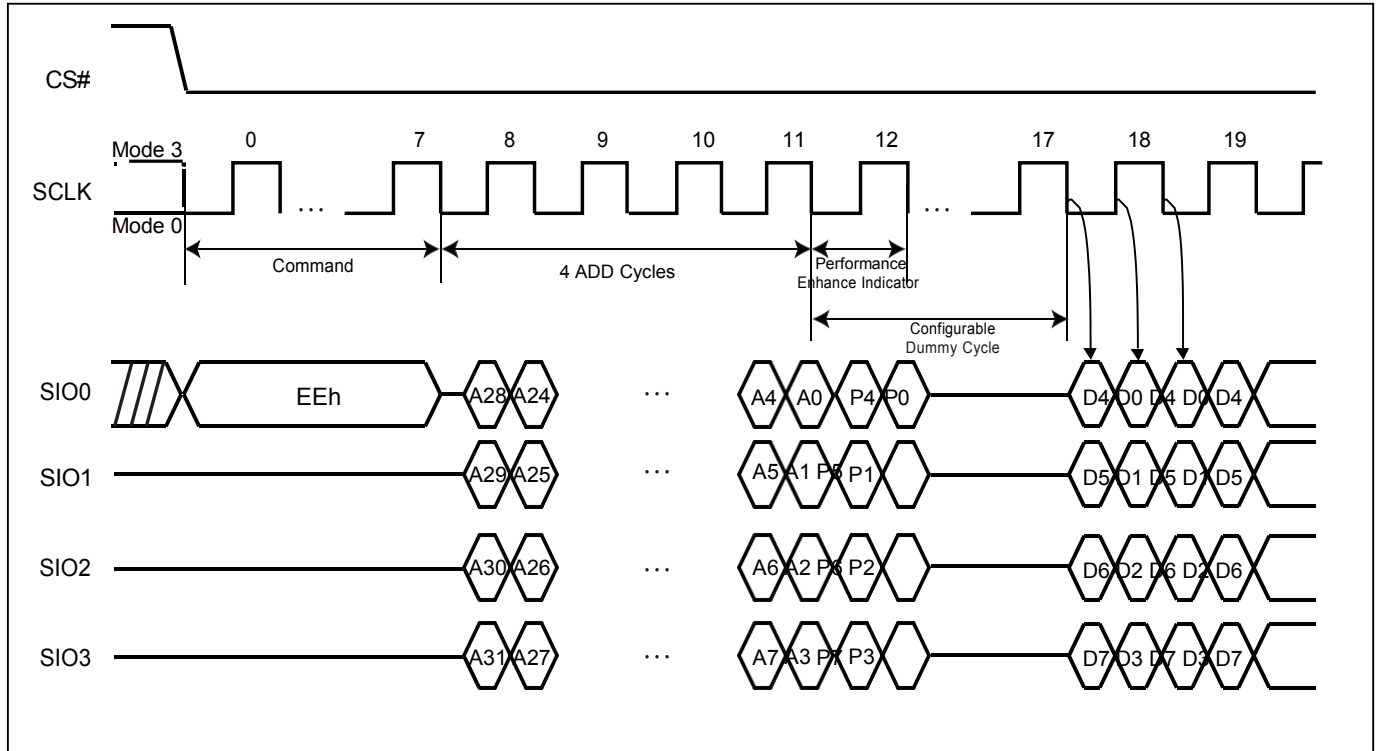 CS#
0 7 8 9 10 11 12 17 18 19
Mode 3
SCLK
... ...
Mode 0
Command
4 ADD Cycles
Performance
Enhance Indicator
Configurable
Dummy Cycle
SIO0 EEh A28 A24 ... A4 A0 P4 P0 D4 D0 D4 D0 D4
SIO1 A29 A25 ... A5 A1 P5 P1 D5 D1 D5 D1 D5
SIO2 A30 A26 ... A6 A2 P6 P2 D6 D2 D6 D2 D6
SIO3 A31 A27 ... A7 A3 P7 P3 D7 D3 D7 D3 D7